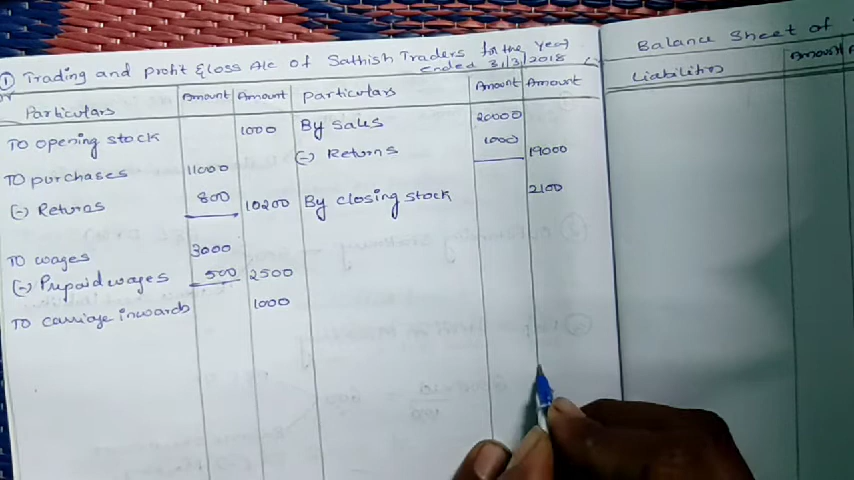 ① Trading and Profit & Loss A/c of Sathish Traders for the Year
ended 31/3/2018
Particulars Amount Amount Particulars Amount Amount
To opening stock 1000 By Sales 20000
(-) Returns 1000 19000
To purchases 11000
(-) Returns 800 10200 By closing stock 2100
To wages 3000
(-) Prepaid wages 500 2500
To carriage inwards 1000
Balance Sheet of
Liabilities Amount